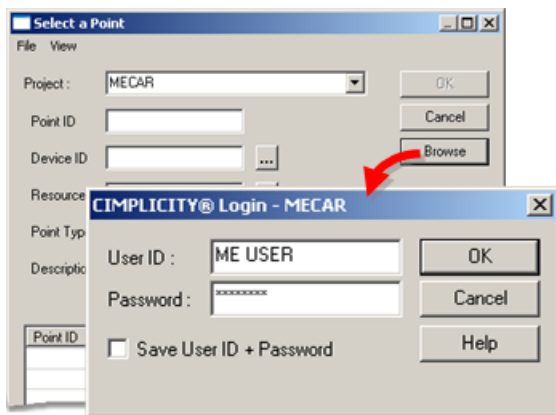 Select a Point
File View
Project : MECAR OK
Point ID Cancel
Device ID ... Browse
Resource
CIMPLICITY® Login - MECAR
Point Typ
User ID : ME USER OK
Descriptio
Password : ******** Cancel
Save User ID + Password Help
Point ID